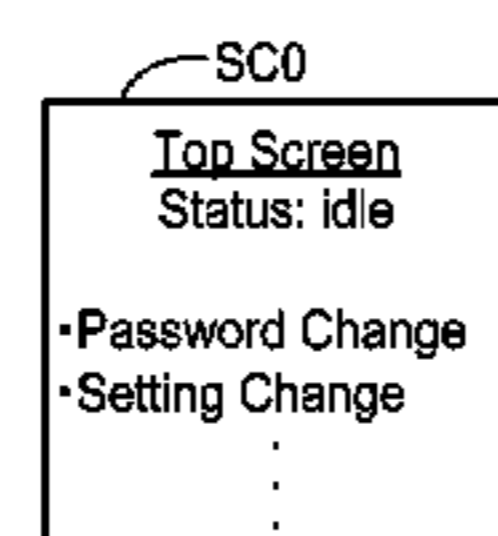 SC0
Top Screen
Status: idle
·Password Change
·Setting Change